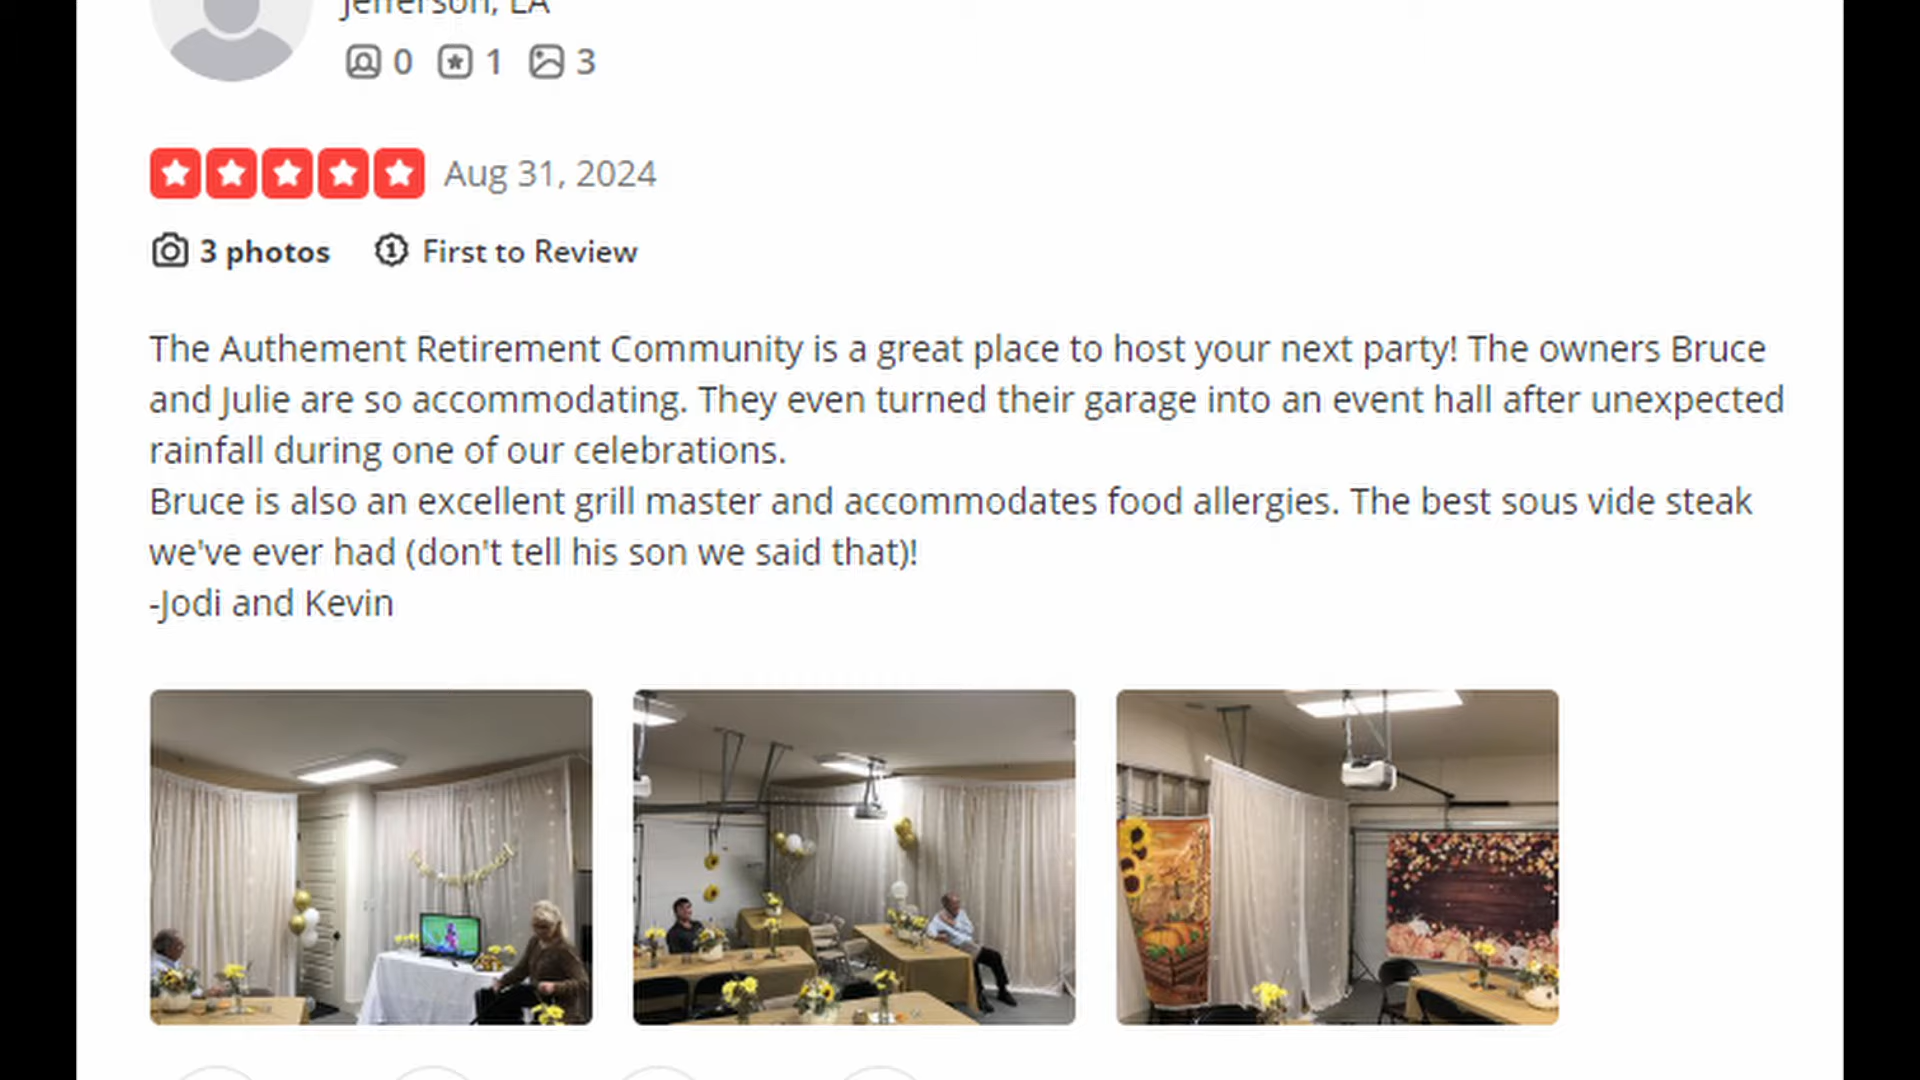 Jefferson, LA
0 1 3
Aug 31, 2024
3 photos 1 First to Review
The Authement Retirement Community is a great place to host your next party! The owners Bruce
and Julie are so accommodating. They even turned their garage into an event hall after unexpected
rainfall during one of our celebrations.
Bruce is also an excellent grill master and accommodates food allergies. The best sous vide steak
we've ever had (don't tell his son we said that)!
-Jodi and Kevin